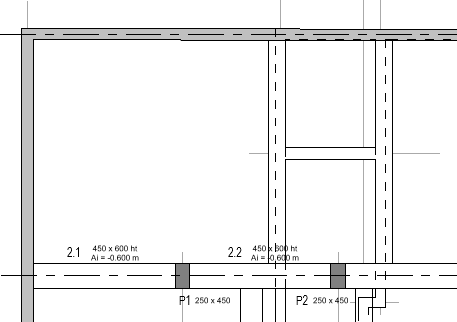 2.1 450 x 600 ht
Ai = -0.600 m
2.2 450 x 600 ht
Ai = -0.600 m
P1 250 x 450
P2 250 x 450